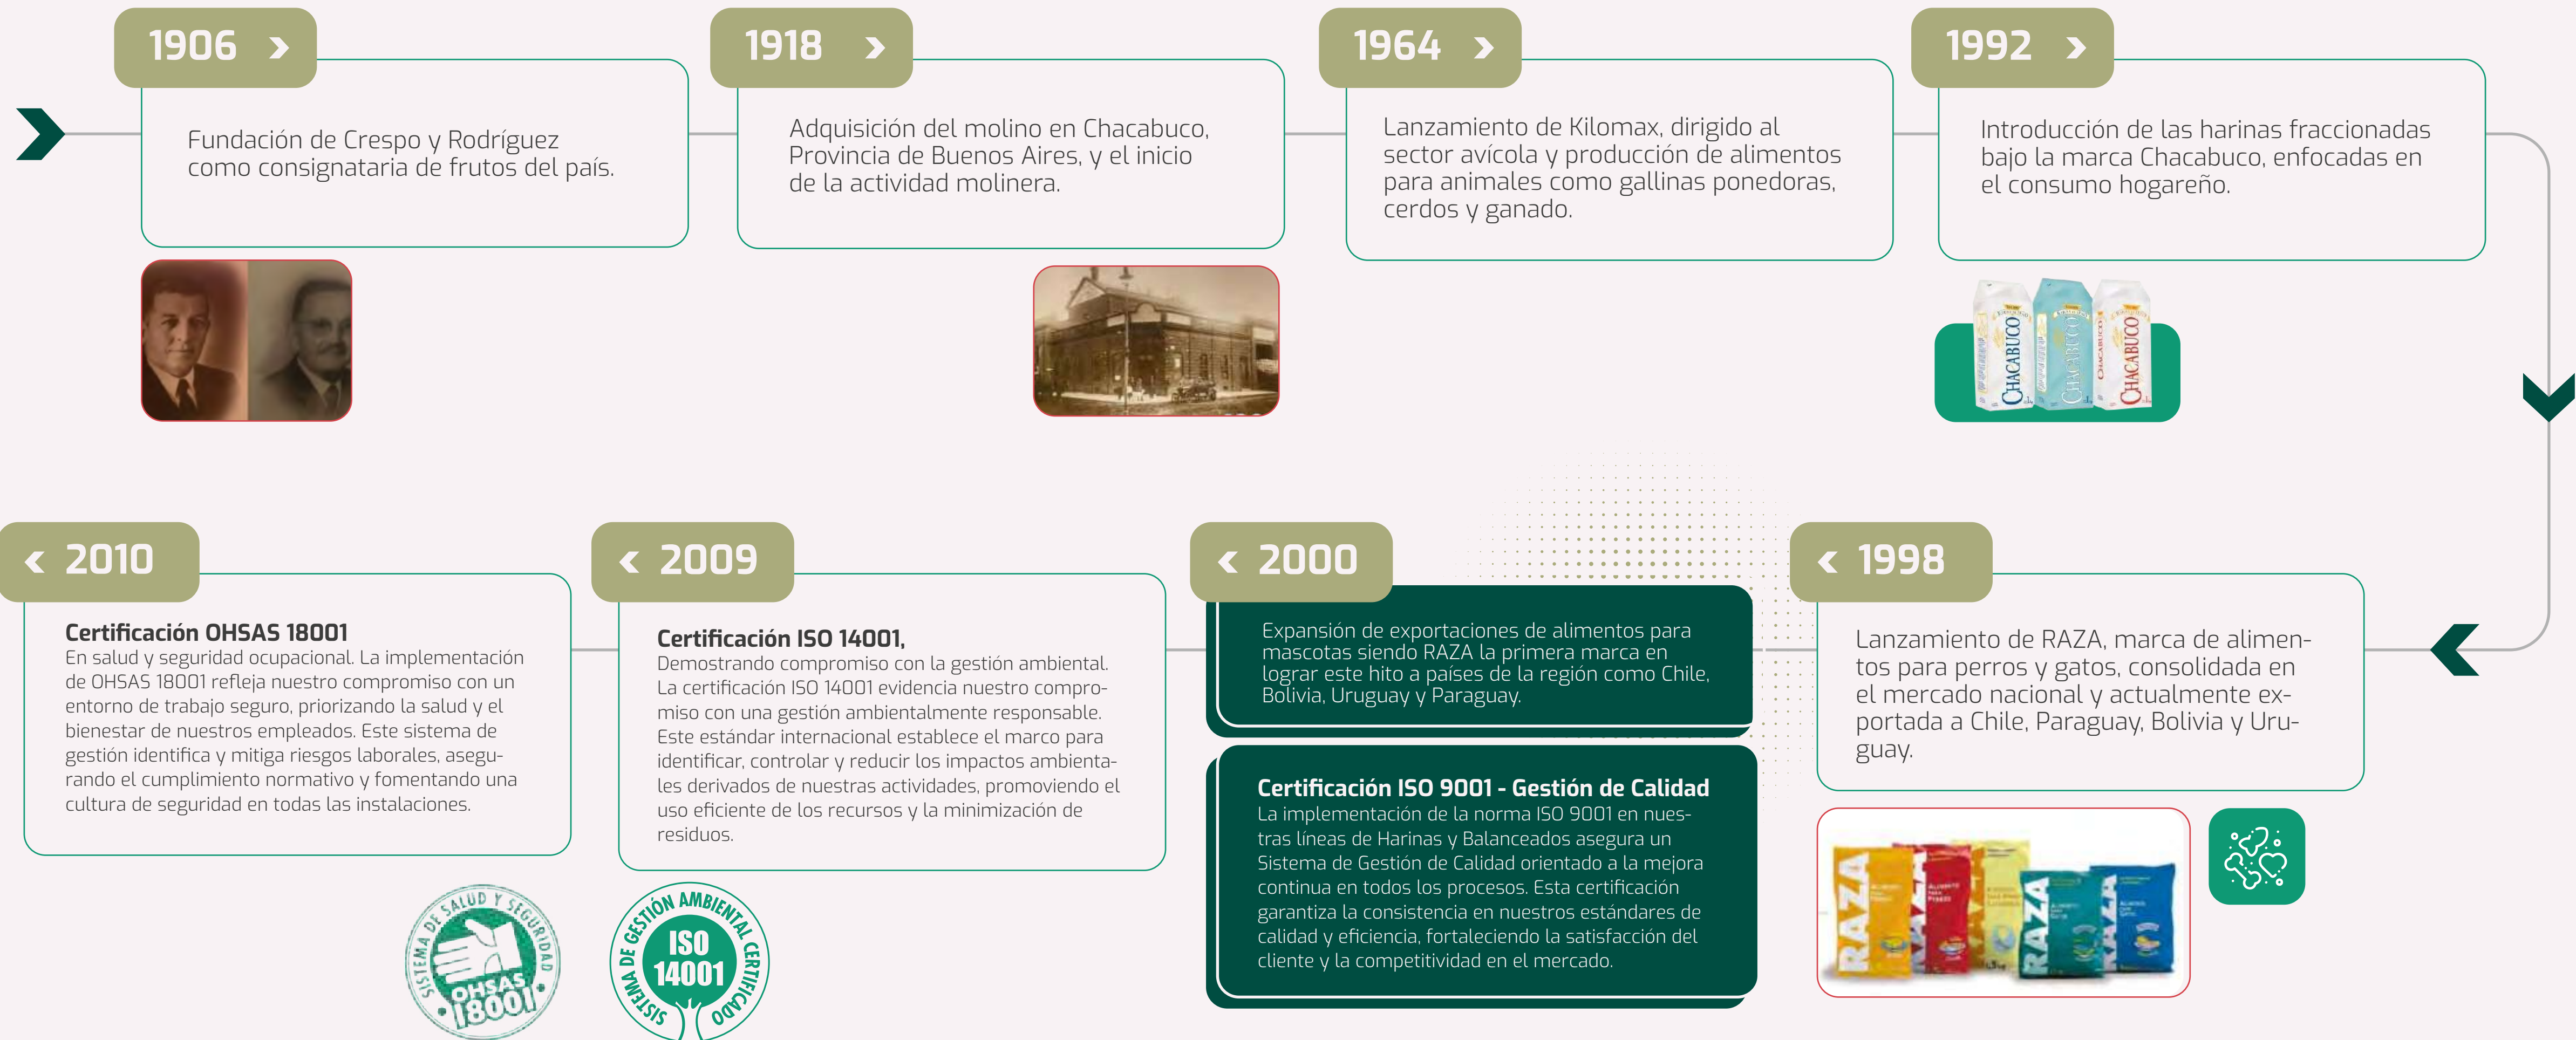 1906
Fundación de Crespo y Rodríguez
como consignataria de frutos del país.
1918
Adquisición del molino en Chacabuco,
Provincia de Buenos Aires, y el inicio
de la actividad molinera.
1964
Lanzamiento de Kilomax, dirigido al
sector avícola y producción de alimentos
para animales como gallinas ponedoras,
cerdos y ganado.
1992
Introducción de las harinas fraccionadas
bajo la marca Chacabuco, enfocadas en
el consumo hogareño.
CHACABUCO
CHACABUCO
CHACABUCO
CHACABUCO
1998
Lanzamiento de RAZA, marca de alimen-
tos para perros y gatos, consolidada en
el mercado nacional y actualmente ex-
portada a Chile, Paraguay, Bolivia y Uru-
guay.
RAZA
RAZA
RAZA
RAZA
2000
Expansión de exportaciones de alimentos para
mascotas siendo RAZA la primera marca en
lograr este hito a países de la región como Chile,
Bolivia, Uruguay y Paraguay.
Certificación ISO 9001 - Gestión de Calidad
La implementación de la norma ISO 9001 en nues-
tras líneas de Harinas y Balanceados asegura un
Sistema de Gestión de Calidad orientado a la mejora
continua en todos los procesos. Esta certificación
garantiza la consistencia en nuestros estándares de
calidad y eficiencia, fortaleciendo la satisfacción del
cliente y la competitividad en el mercado.
2009
Certificación ISO 14001,
Demostrando compromiso con la gestión ambiental.
La certificación ISO 14001 evidencia nuestro compro-
miso con una gestión ambientalmente responsable.
Este estándar internacional establece el marco para
identificar, controlar y reducir los impactos ambienta-
les derivados de nuestras actividades, promoviendo el
uso eficiente de los recursos y la minimización de
residuos.
SISTEMA DE GESTIÓN AMBIENTAL CERTIFICADO
ISO
14001
2010
Certificación OHSAS 18001
En salud y seguridad ocupacional. La implementación
de OHSAS 18001 refleja nuestro compromiso con un
entorno de trabajo seguro, priorizando la salud y el
bienestar de nuestros empleados. Este sistema de
gestión identifica y mitiga riesgos laborales, asegu-
rando el cumplimiento normativo y fomentando una
cultura de seguridad en todas las instalaciones.
SISTEMA DE SALUD Y SEGURIDAD
OHSAS
18001